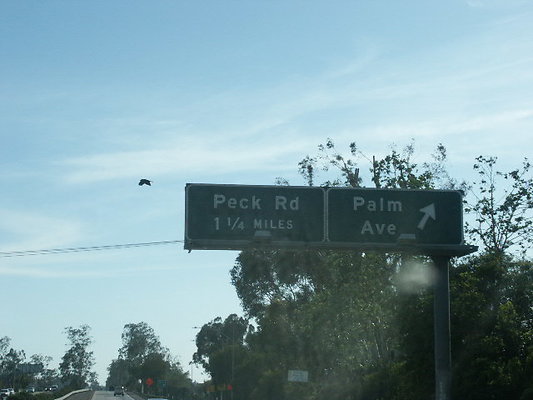 Peck Rd
1 1/4 MILES
Palm
Ave